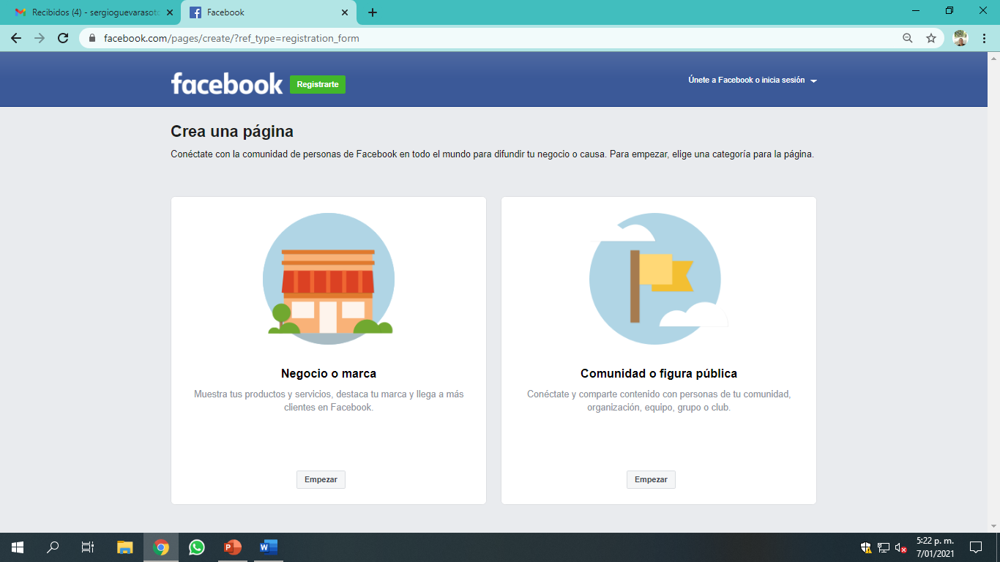 Recibidos (4) - sergioguevarasoto
Facebook
facebook.com/pages/create/?ref_type=registration_form
facebook
Registrarte
Únete a Facebook o inicia sesión
Crea una página
Conéctate con la comunidad de personas de Facebook en todo el mundo para difundir tu negocio o causa. Para empezar, elige una categoría para la página.
Negocio o marca
Muestra tus productos y servicios, destaca tu marca y llega a más
clientes en Facebook.
Empezar
Comunidad o figura pública
Conéctate y comparte contenido con personas de tu comunidad,
organización, equipo, grupo o club.
Empezar
5:22 p. m.
7/01/2021